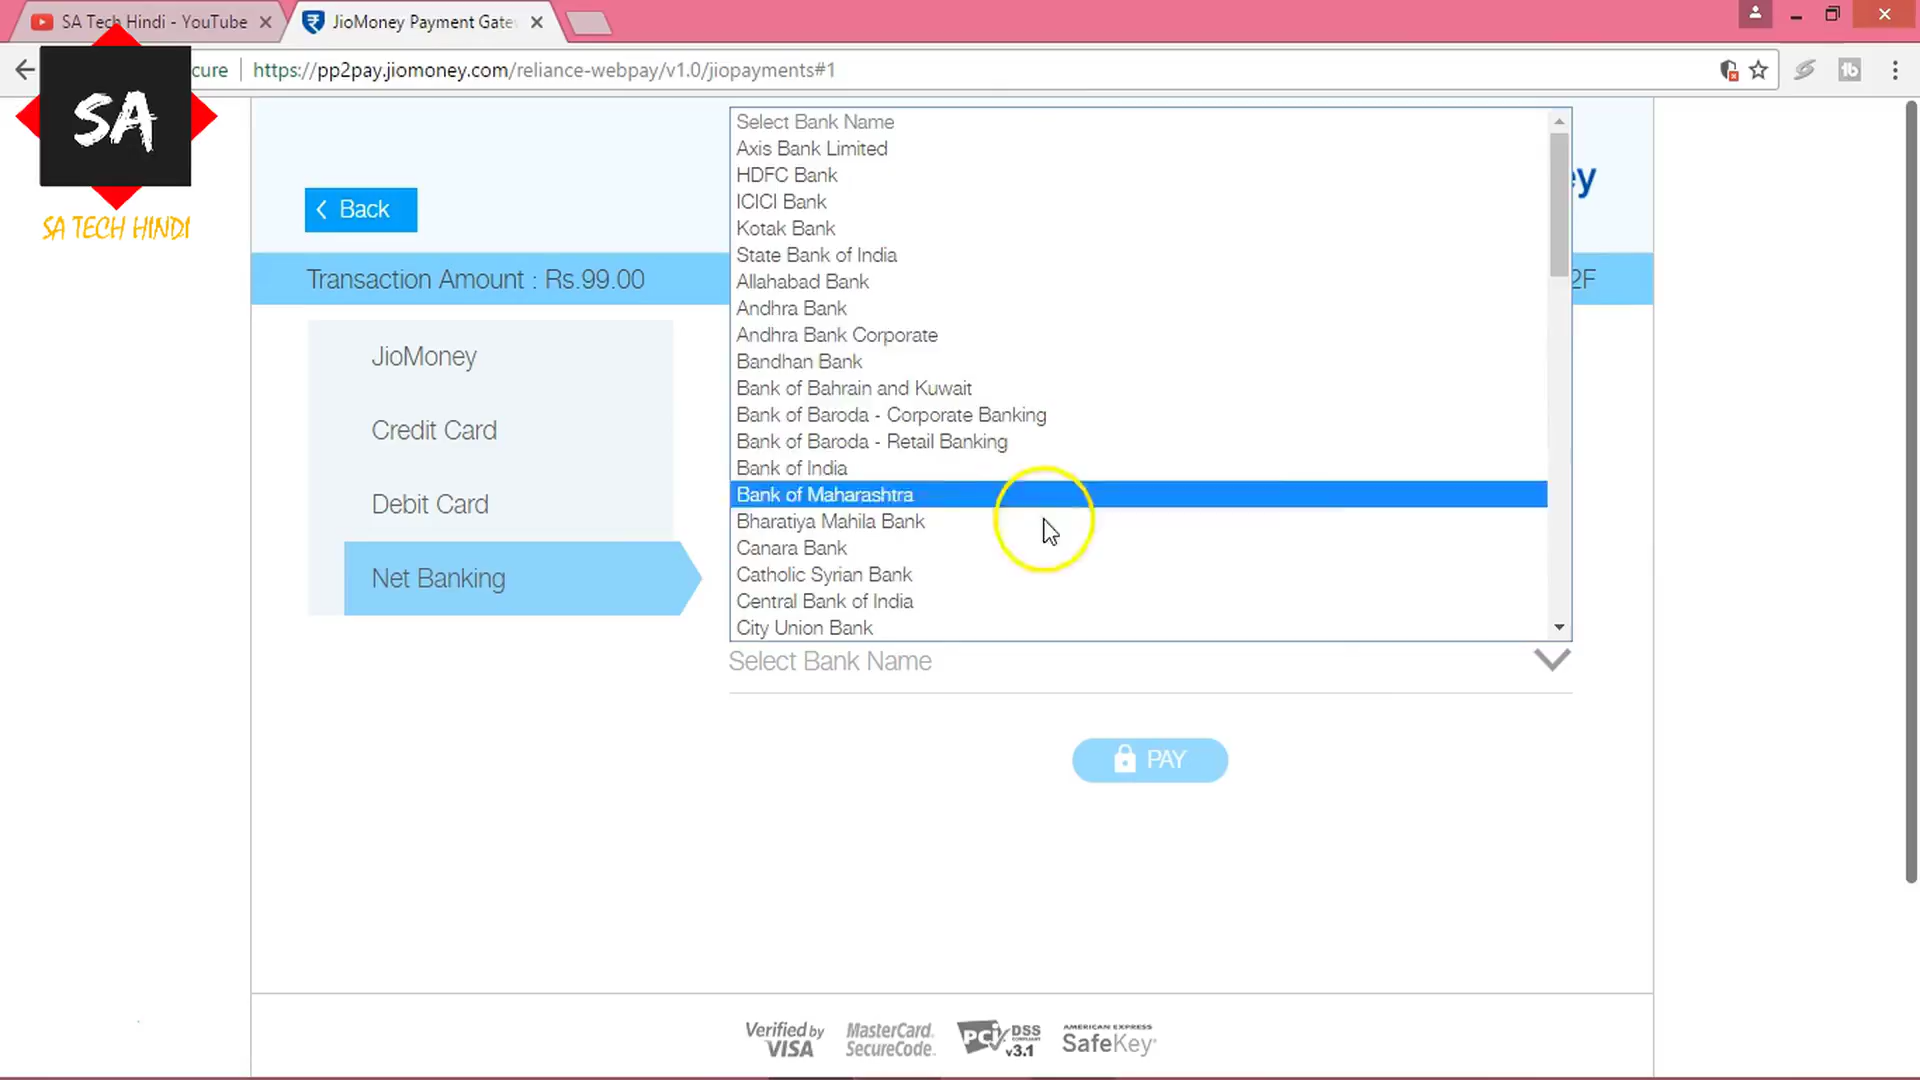 SA Tech Hindi - YouTube
JioMoney Payment Gate
cure
https://pp2pay.jiomoney.com/reliance-webpay/v1.0/jiopayments#1
SA
SA TECH HINDI
Back
ey
Transaction Amount : Rs.99.00
2F
JioMoney
Credit Card
Debit Card
Net Banking
Select Bank Name
Axis Bank Limited
HDFC Bank
ICICI Bank
Kotak Bank
State Bank of India
Allahabad Bank
Andhra Bank
Andhra Bank Corporate
Bandhan Bank
Bank of Bahrain and Kuwait
Bank of Baroda - Corporate Banking
Bank of Baroda - Retail Banking
Bank of India
Bank of Maharashtra
Bharatiya Mahila Bank
Canara Bank
Catholic Syrian Bank
Central Bank of India
City Union Bank
Select Bank Name
PAY
Verified by
VISA
MasterCard.
SecureCode.
PCI DSS
COMPLIANT
v3.1
AMERICAN EXPRESS
SafeKey